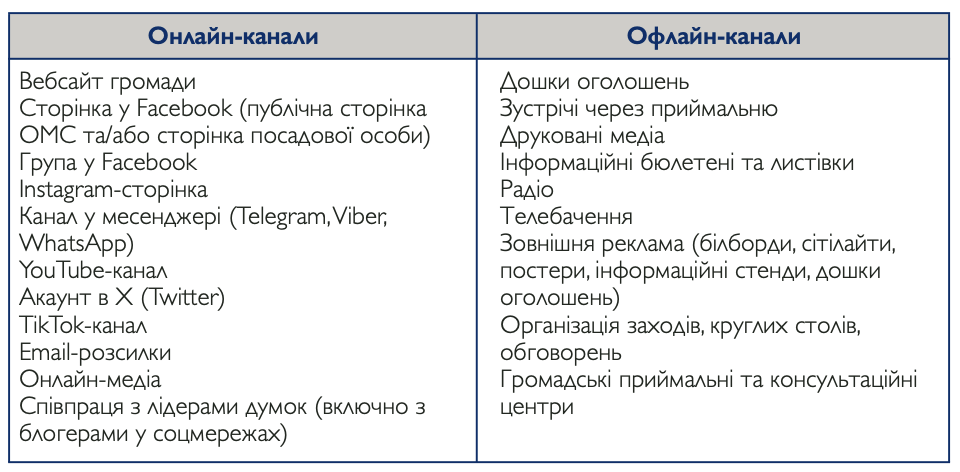 Онлайн-канали
Вебсайт громади
Сторінка у Facebook (публічна сторінка
ОМС та/або сторінка посадової особи)
Група у Facebook
Instagram-сторінка
Канал у месенджері (Telegram, Viber,
WhatsApp)
YouTube-канал
Акаунт в X (Twitter)
TikTok-канал
Email-розсилки
Онлайн-медіа
Співпраця з лідерами думок (включно з
блогерами у соцмережах)
Офлайн-канали
Дошки оголошень
Зустрічі через приймальню
Друковані медіа
Інформаційні бюлетені та листівки
Радіо
Телебачення
Зовнішня реклама (білборди, сітілайти,
постери, інформаційні стенди, дошки
оголошень)
Організація заходів, круглих столів,
обговорень
Громадські приймальні та консультаційні
центри